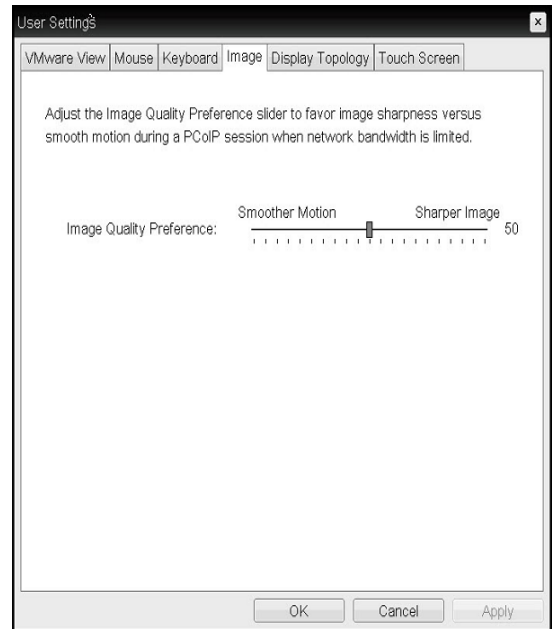 User Settings
VMware View Mouse Keyboard Image Display Topology Touch Screen
Adjust the Image Quality Preference slider to favor image sharpness versus
smooth motion during a PCoIP session when network bandwidth is limited.
Smoother Motion Sharper Image
Image Quality Preference: 50
OK Cancel Apply